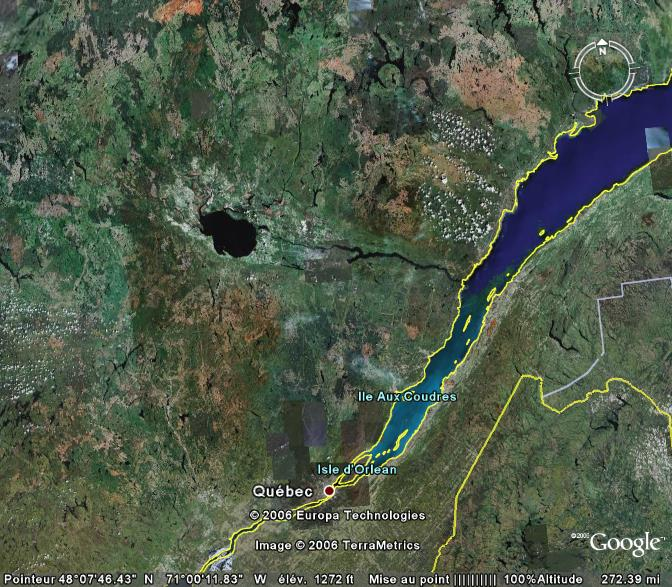 N
Ile Aux Coudres
Isle d'Orlean
Québec
© 2006 Europa Technologies
Image © 2006 TerraMetrics
Google™
Pointeur 48°07'46.43" N 71°00'11.83" W élév. 1272 ft Mise au point |||||||||| 100% Altitude 272.39 mi